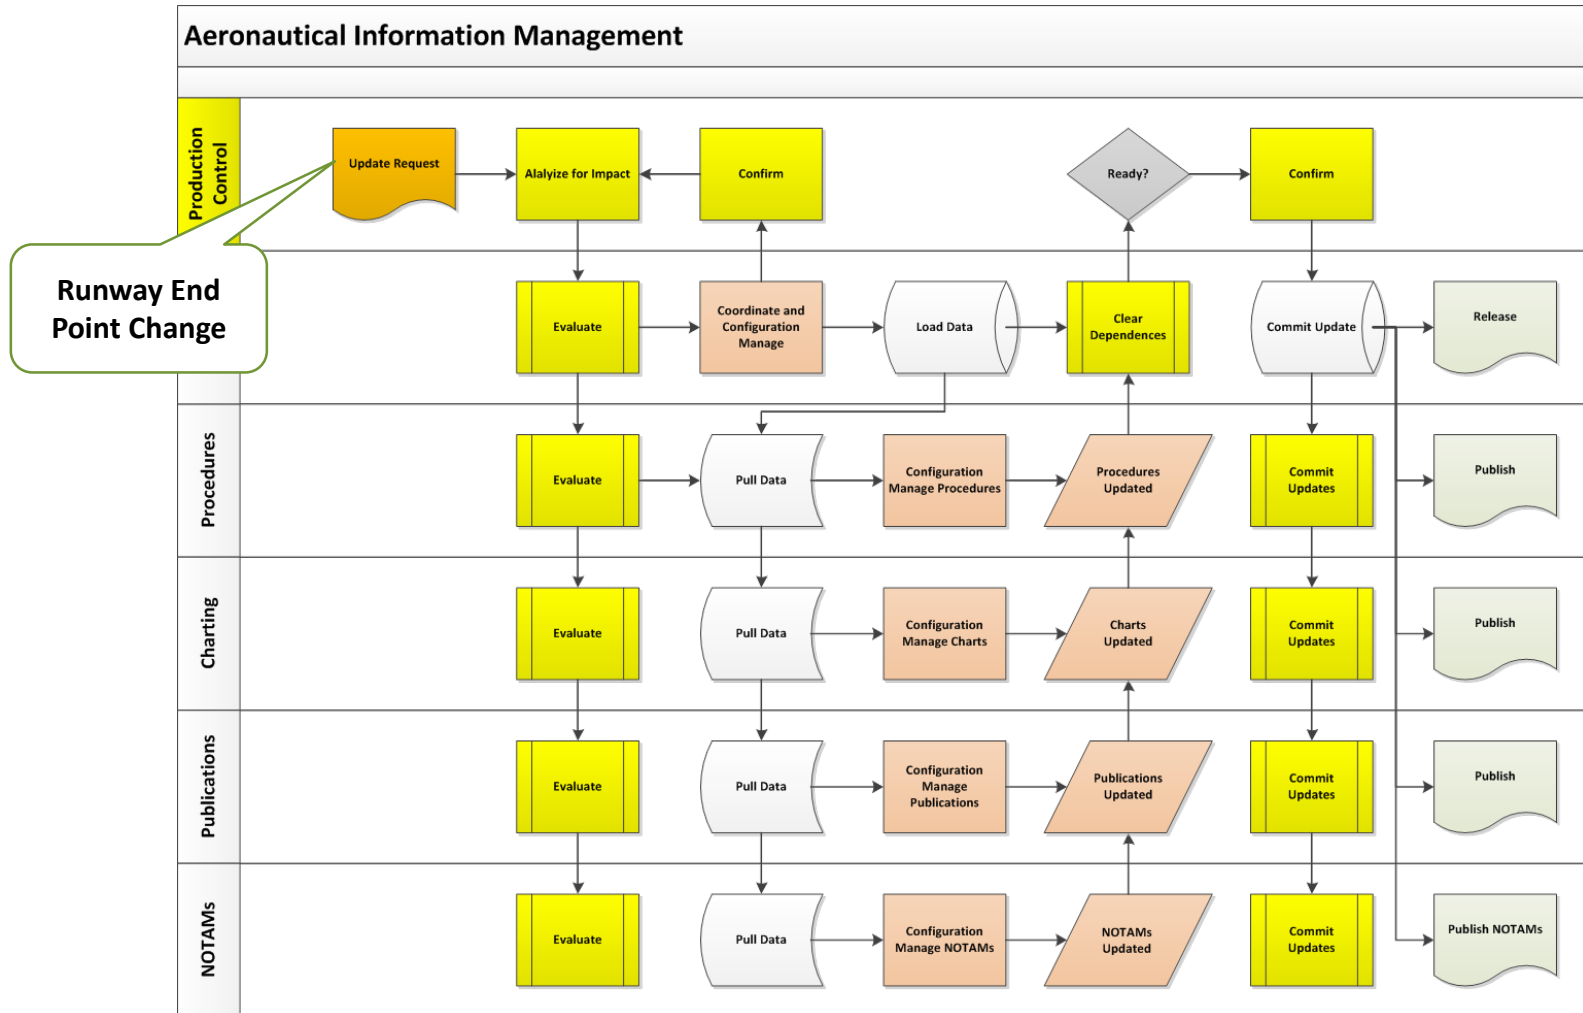 Aeronautical Information Management
Production
Control
Update Request
Alalyize for Impact
Confirm
Ready?
Confirm
Runway End
Point Change
Evaluate
Coordinate and
Configuration
Manage
Load Data
Clear
Dependences
Commit Update
Release
Procedures
Evaluate
Pull Data
Configuration
Manage Procedures
Procedures
Updated
Commit
Updates
Publish
Charting
Evaluate
Pull Data
Configuration
Manage Charts
Charts
Updated
Commit
Updates
Publish
Publications
Evaluate
Pull Data
Configuration
Manage
Publications
Publications
Updated
Commit
Updates
Publish
NOTAMs
Evaluate
Pull Data
Configuration
Manage NOTAMs
NOTAMs
Updated
Commit
Updates
Publish NOTAMs